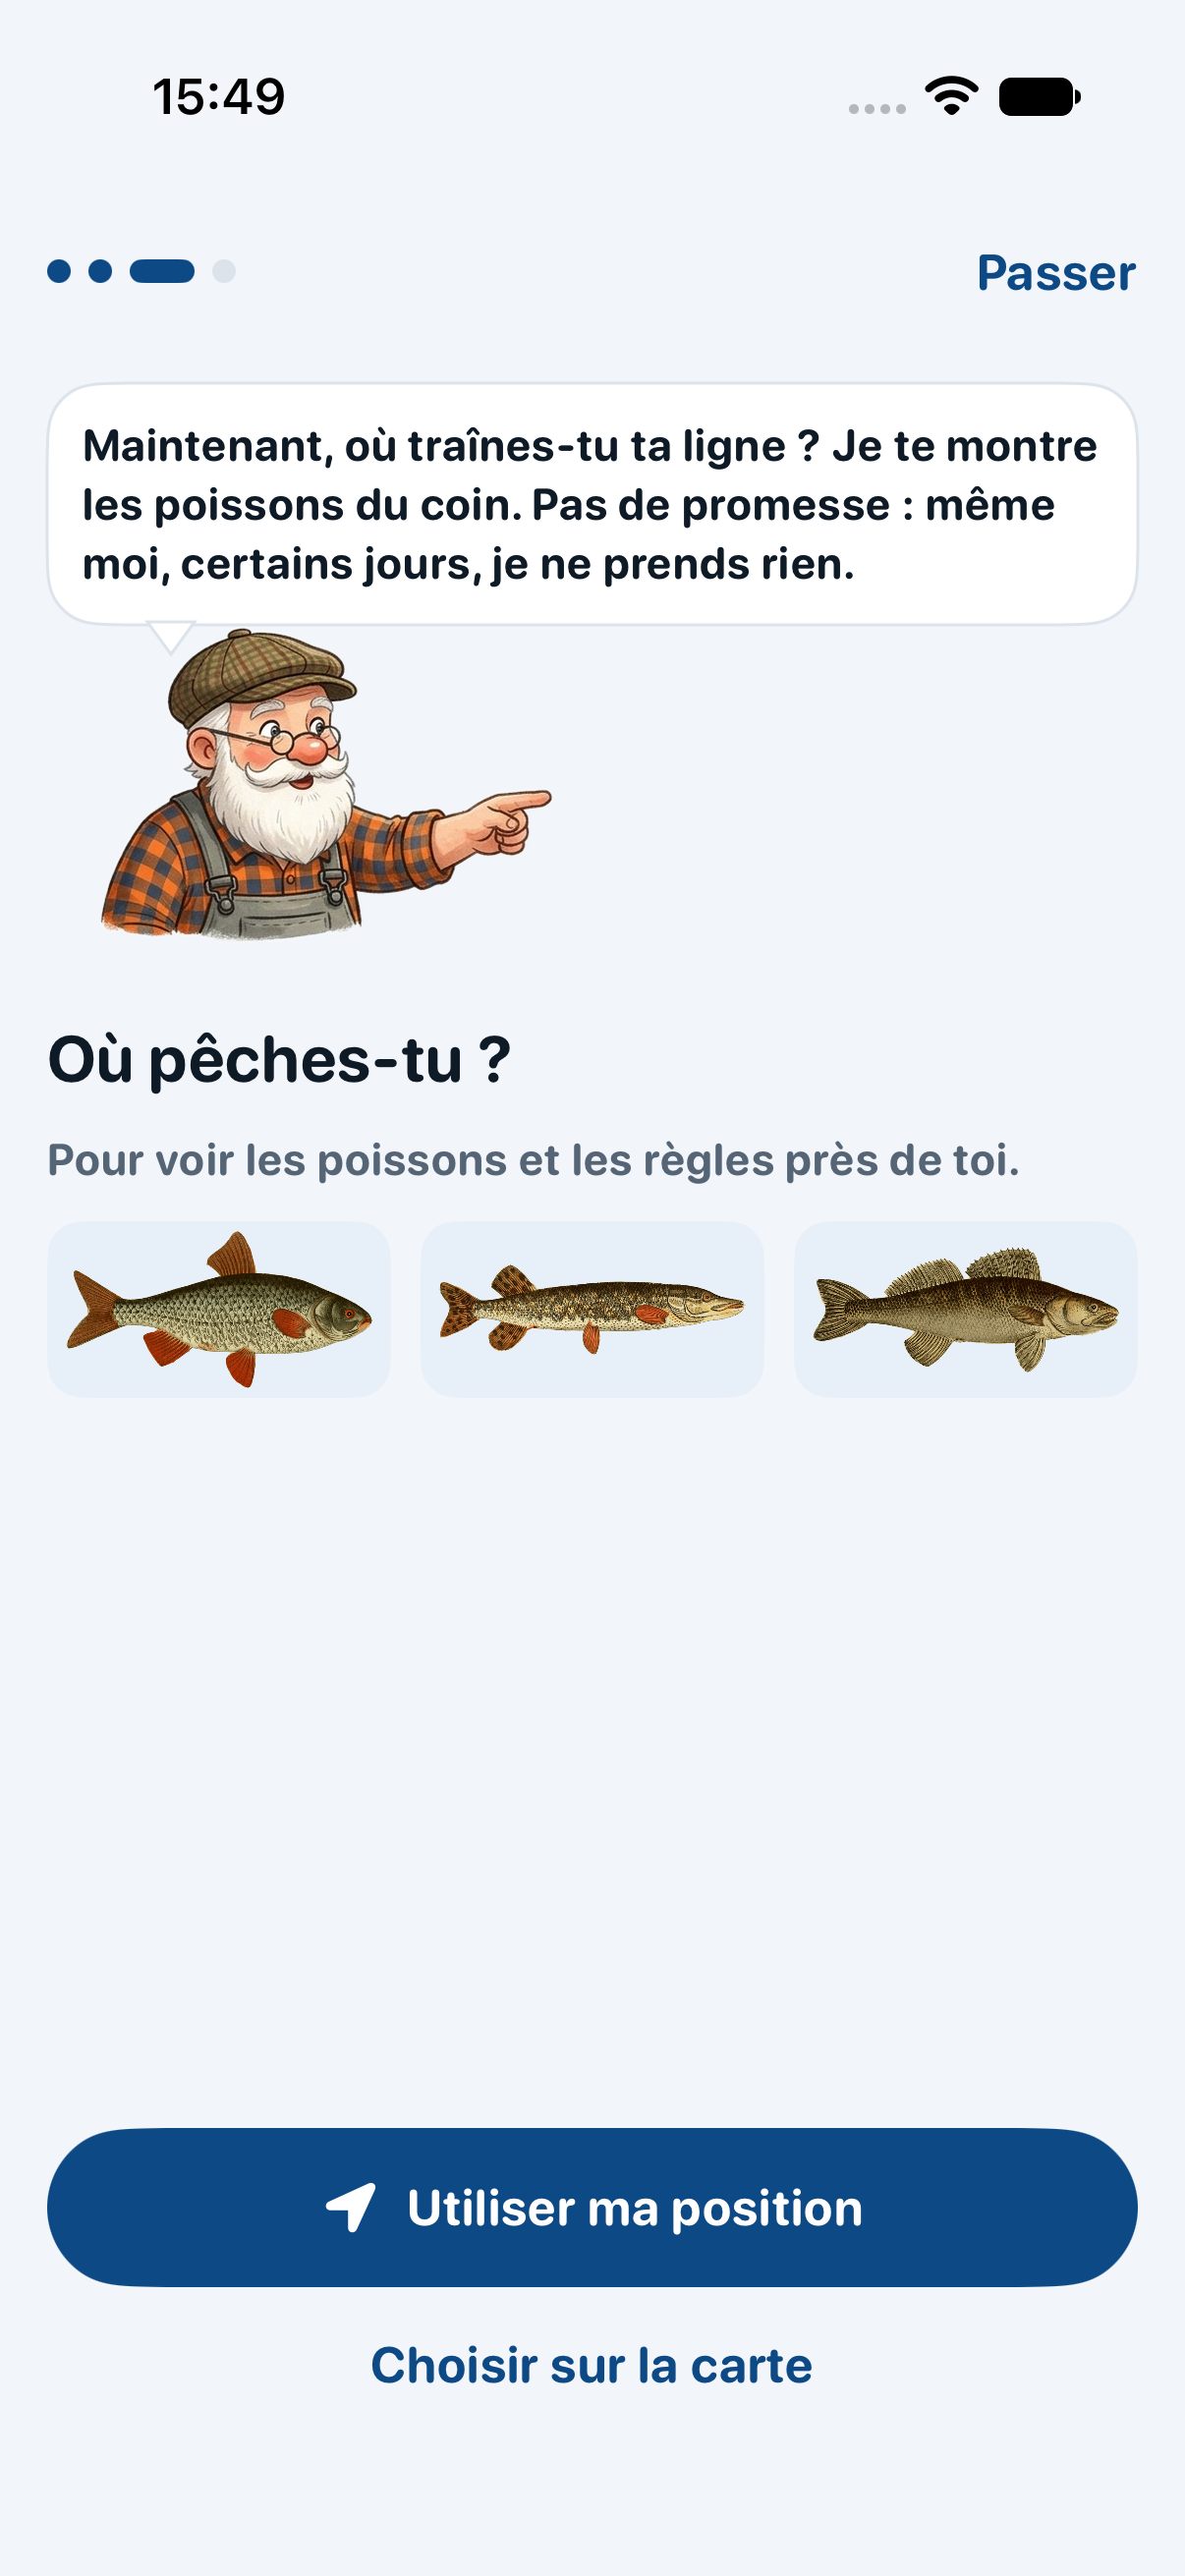 15:49
Passer
Maintenant, où traînes-tu ta ligne ? Je te montre
les poissons du coin. Pas de promesse : même
moi, certains jours, je ne prends rien.
Où pêches-tu ?
Pour voir les poissons et les règles près de toi.
Utiliser ma position
Choisir sur la carte